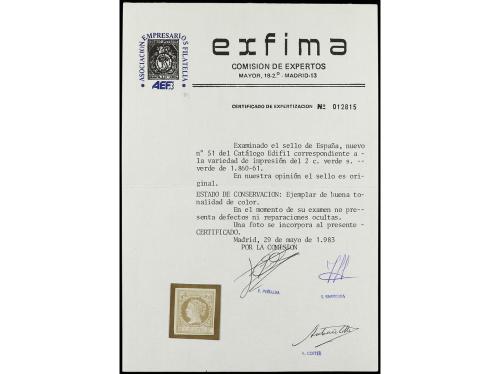 ASOCIACION EMPRESARIOS FILATELIA
AEF
exfima
COMISION DE EXPERTOS
MAYOR, 18-2.º - MADRID-13
CERTIFICADO DE EXPERTIZACION Nº 012815
Examinado el sello de España, nuevo
nº 51 del Catálogo Edifil correspondiente a -
la variedad de impresión del 2 c. verde s. --
verde de 1.860-61.
En nuestra opinión el sello es ori-
ginal.
ESTADO DE CONSERVACION: Ejemplar de buena to-
nalidad de color.
En el momento de su examen no pre--
senta defectos ni reparaciones ocultas.
Una foto se incorpora al presente -
CERTIFICADO.
Madrid, 29 de mayo de 1.983
POR LA COMISION